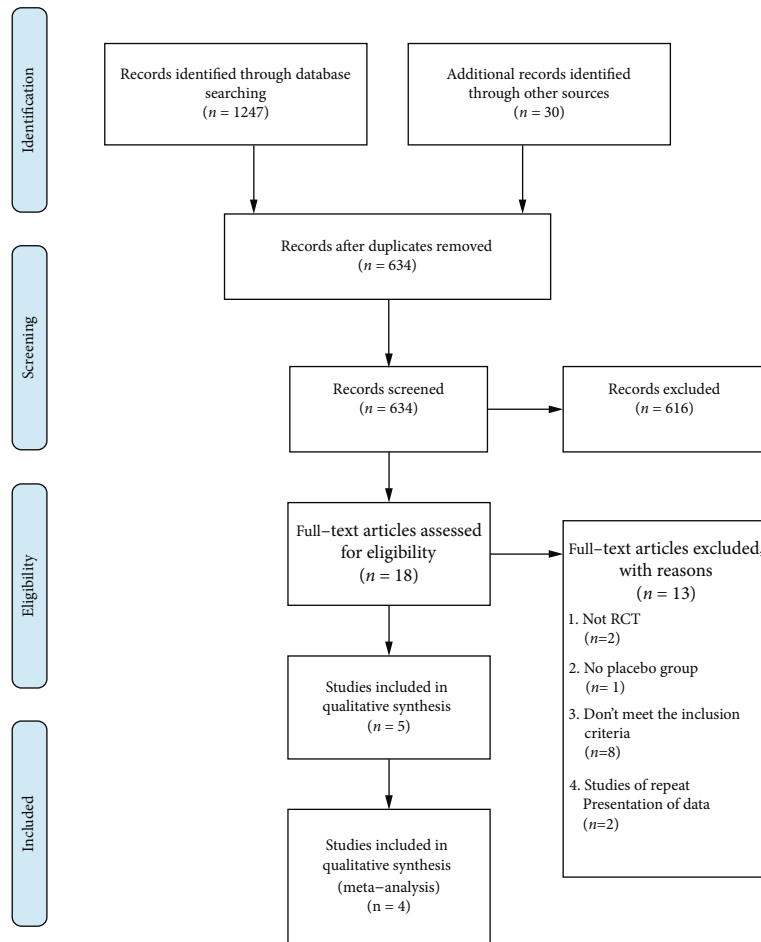 Identification
Records identified through database
searching
(n = 1247)
Additional records identified
through other sources
(n = 30)
Records after duplicates removed
(n = 634)
Screening
Records screened
(n = 634)
Records excluded
(n = 616)
Eligibility
Full-text articles assessed
for eligibility
(n = 18)
Full-text articles excluded,
with reasons
(n = 13)
1. Not RCT
(n=2)
2. No placebo group
(n= 1)
3. Don't meet the inclusion
criteria
(n=8)
4. Studies of repeat
Presentation of data
(n=2)
Studies included in
qualitative synthesis
(n = 5)
Included
Studies included in
qualitative synthesis
(meta-analysis)
(n = 4)